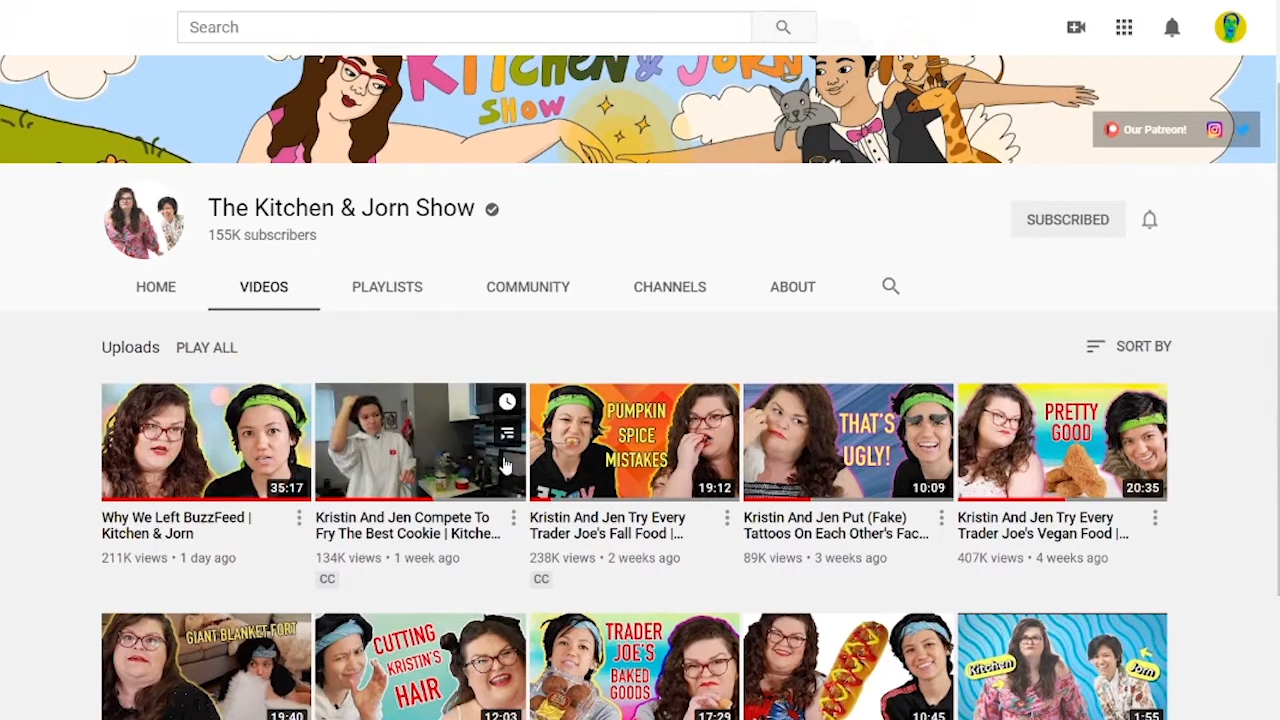 Search
KITCHEN & JORN
SHOW
Our Patreon!
The Kitchen & Jorn Show
155K subscribers
SUBSCRIBED
HOME
VIDEOS
PLAYLISTS
COMMUNITY
CHANNELS
ABOUT
Uploads
PLAY ALL
SORT BY
35:17
PUMPKIN
SPICE
MISTAKES
19:12
THAT'S
UGLY!
10:09
PRETTY
GOOD
20:35
Why We Left BuzzFeed |
Kitchen & Jorn
211K views • 1 day ago
Kristin And Jen Compete To
Fry The Best Cookie | Kitche...
134K views • 1 week ago
CC
Kristin And Jen Try Every
Trader Joe's Fall Food |...
238K views • 2 weeks ago
CC
Kristin And Jen Put (Fake)
Tattoos On Each Other's Fac...
89K views • 3 weeks ago
Kristin And Jen Try Every
Trader Joe's Vegan Food |...
407K views • 4 weeks ago
GIANT BLANKET FORT
19:40
CUTTING
KRISTIN'S
HAIR
12:03
TRADER
JOE'S
BAKED
GOODS
17:29
10:45
Kitchen
Jorn
1:55